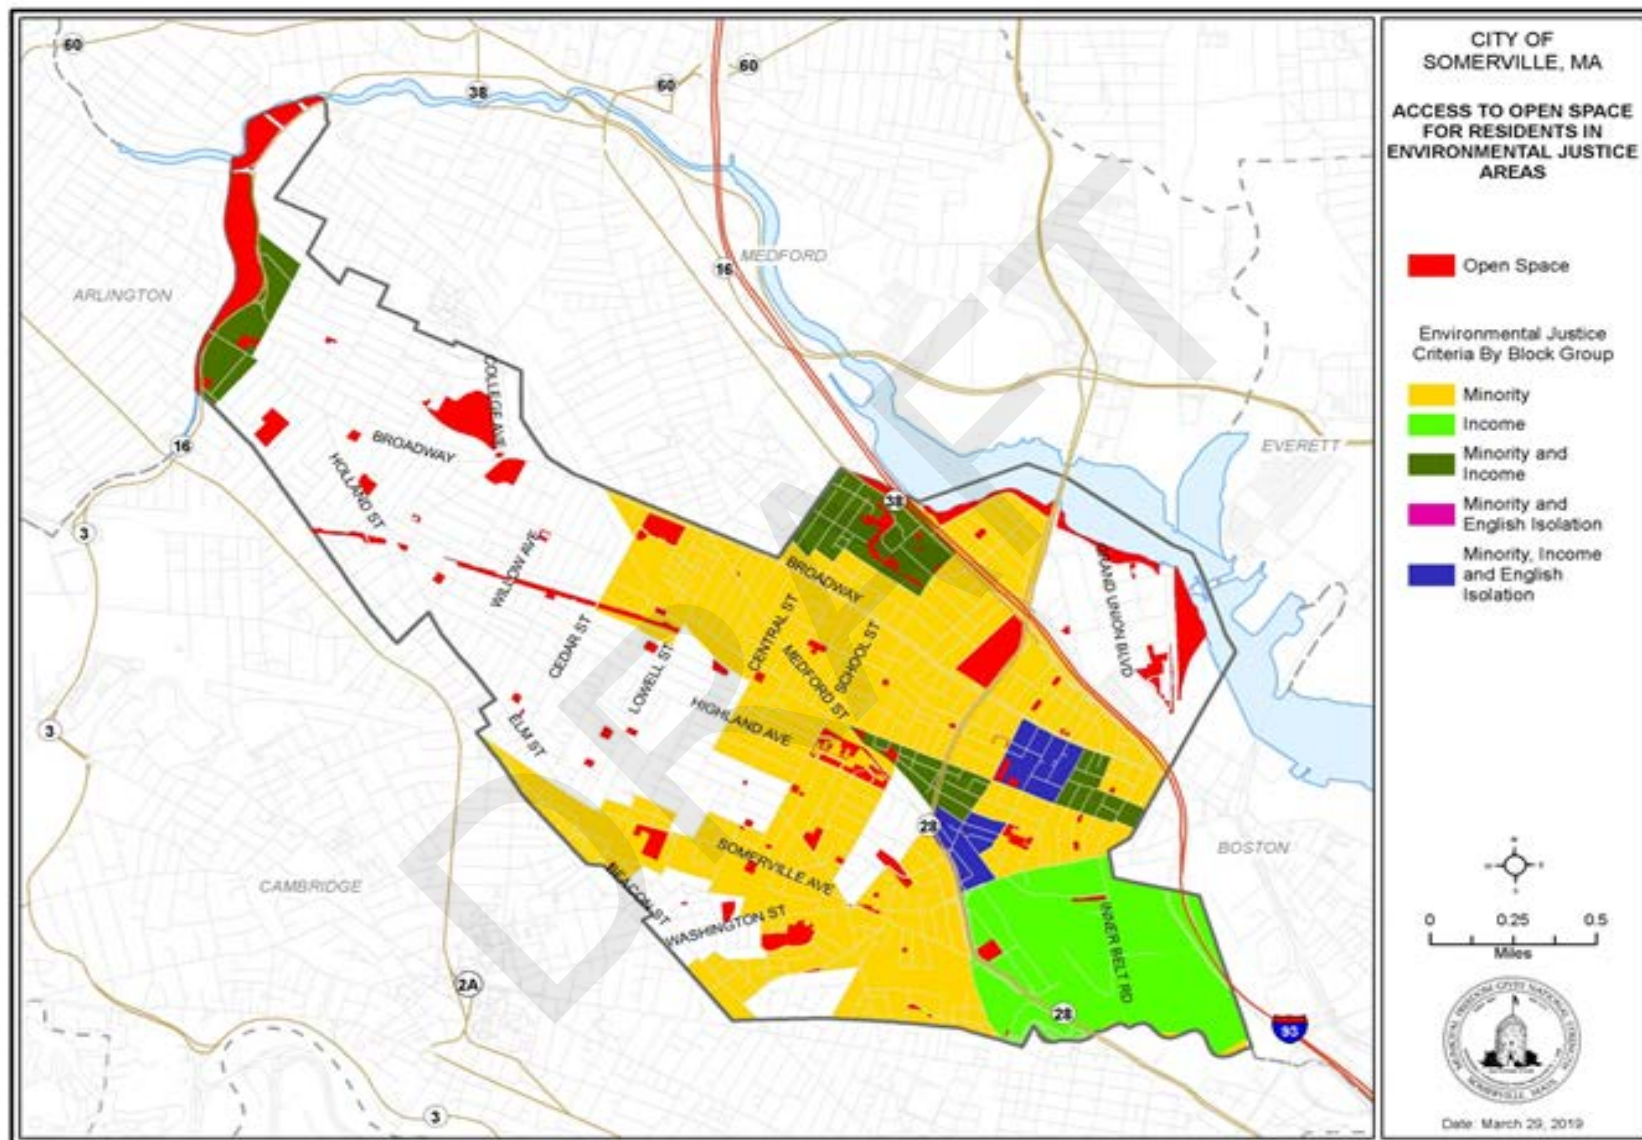 CITY OF
SOMERVILLE, MA
ACCESS TO OPEN SPACE
FOR RESIDENTS IN
ENVIRONMENTAL JUSTICE
AREAS
Open Space
Environmental Justice
Criteria By Block Group
Minority
Income
Minority and
Income
Minority and
English Isolation
Minority, Income
and English
Isolation
0 0.25 0.5
Miles
SOMERVILLE, MASS
Date: March 29, 2019
60
38
60
60
MEDFORD
16
ARLINGTON
COLLEGE AVE
EVERETT
16
BROADWAY
HOLLAND ST
38
3
WILLOW AVE
BROADWAY
CEDAR ST
CENTRAL ST
MEDFORD ST
SCHOOL ST
LOWELL ST
HIGHLAND AVE
ELM ST
3
28
BOSTON
SOMERVILLE AVE
CAMBRIDGE
BEACON ST
WASHINGTON ST
INNER BELT RD
2A
28
93
3
DRAFT